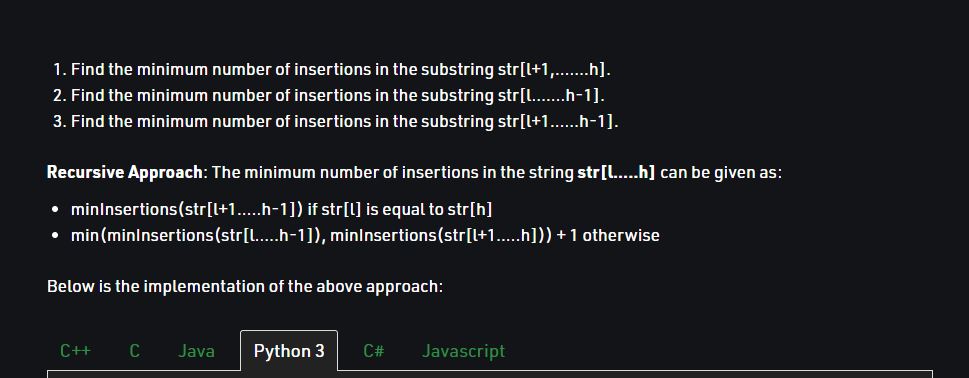 1. Find the minimum number of insertions in the substring str[l+1,.......h].
2. Find the minimum number of insertions in the substring str[l.......h-1].
3. Find the minimum number of insertions in the substring str[l+1......h-1].
Recursive Approach: The minimum number of insertions in the string str[l.....h] can be given as:
• minInsertions(str[l+1.....h-1]) if str[l] is equal to str[h]
• min(minInsertions(str[l.....h-1]), minInsertions(str[l+1.....h])) + 1 otherwise
Below is the implementation of the above approach:
C++ C Java Python 3 C# Javascript